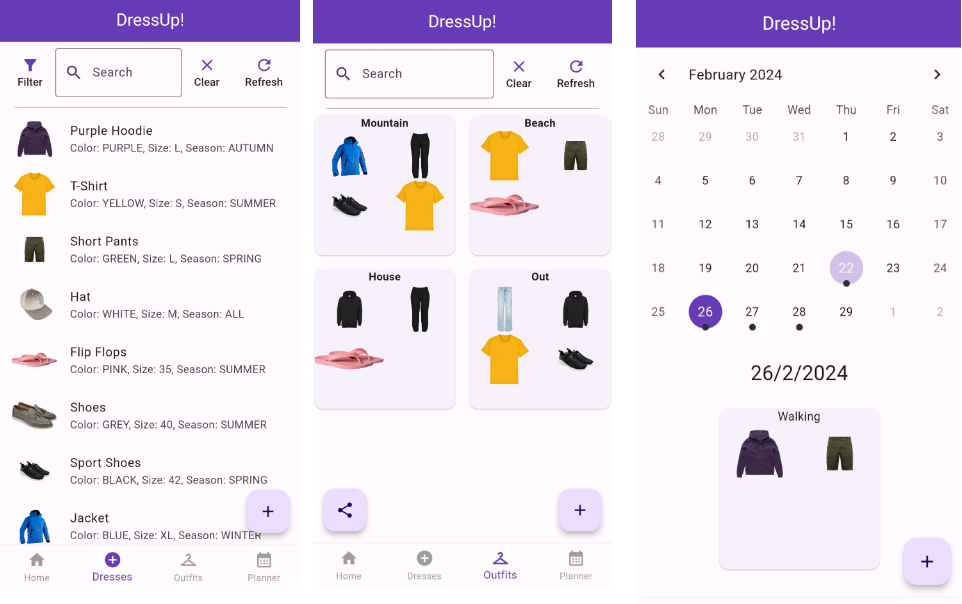 DressUp!
Filter
Search
Clear
Refresh
Purple Hoodie
Color: PURPLE, Size: L, Season: AUTUMN
T-Shirt
Color: YELLOW, Size: S, Season: SUMMER
Short Pants
Color: GREEN, Size: L, Season: SPRING
Hat
Color: WHITE, Size: M, Season: ALL
Flip Flops
Color: PINK, Size: 35, Season: SUMMER
Shoes
Color: GREY, Size: 40, Season: SUMMER
Sport Shoes
Color: BLACK, Size: 42, Season: SPRING
Jacket
Color: BLUE, Size: XL, Season: WINTER
Home Dresses Outfits Planner
DressUp!
Search
Clear
Refresh
Mountain Beach
House Out
Home Dresses Outfits Planner
DressUp!
February 2024
Sun Mon Tue Wed Thu Fri Sat
28 29 30 31 1 2 3
4 5 6 7 8 9 10
11 12 13 14 15 16 17
18 19 20 21 22 23 24
25 26 27 28 29 1 2
26/2/2024
Walking